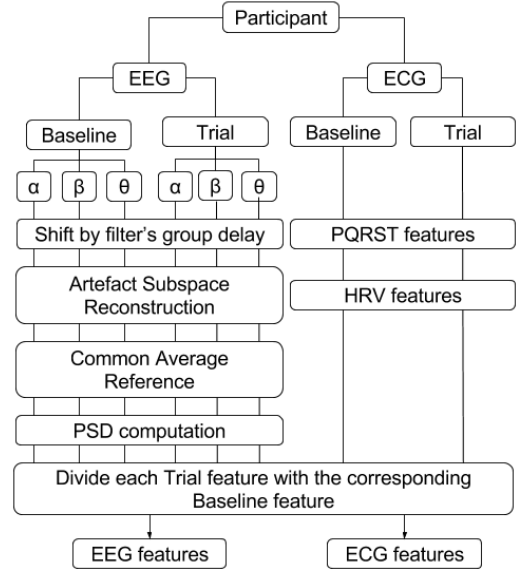 Participant
EEG
ECG
Baseline
Trial
Baseline
Trial
α
β
θ
α
β
θ
Shift by filter's group delay
PQRST features
Artefact Subspace
Reconstruction
HRV features
Common Average
Reference
PSD computation
Divide each Trial feature with the corresponding
Baseline feature
EEG features
ECG features